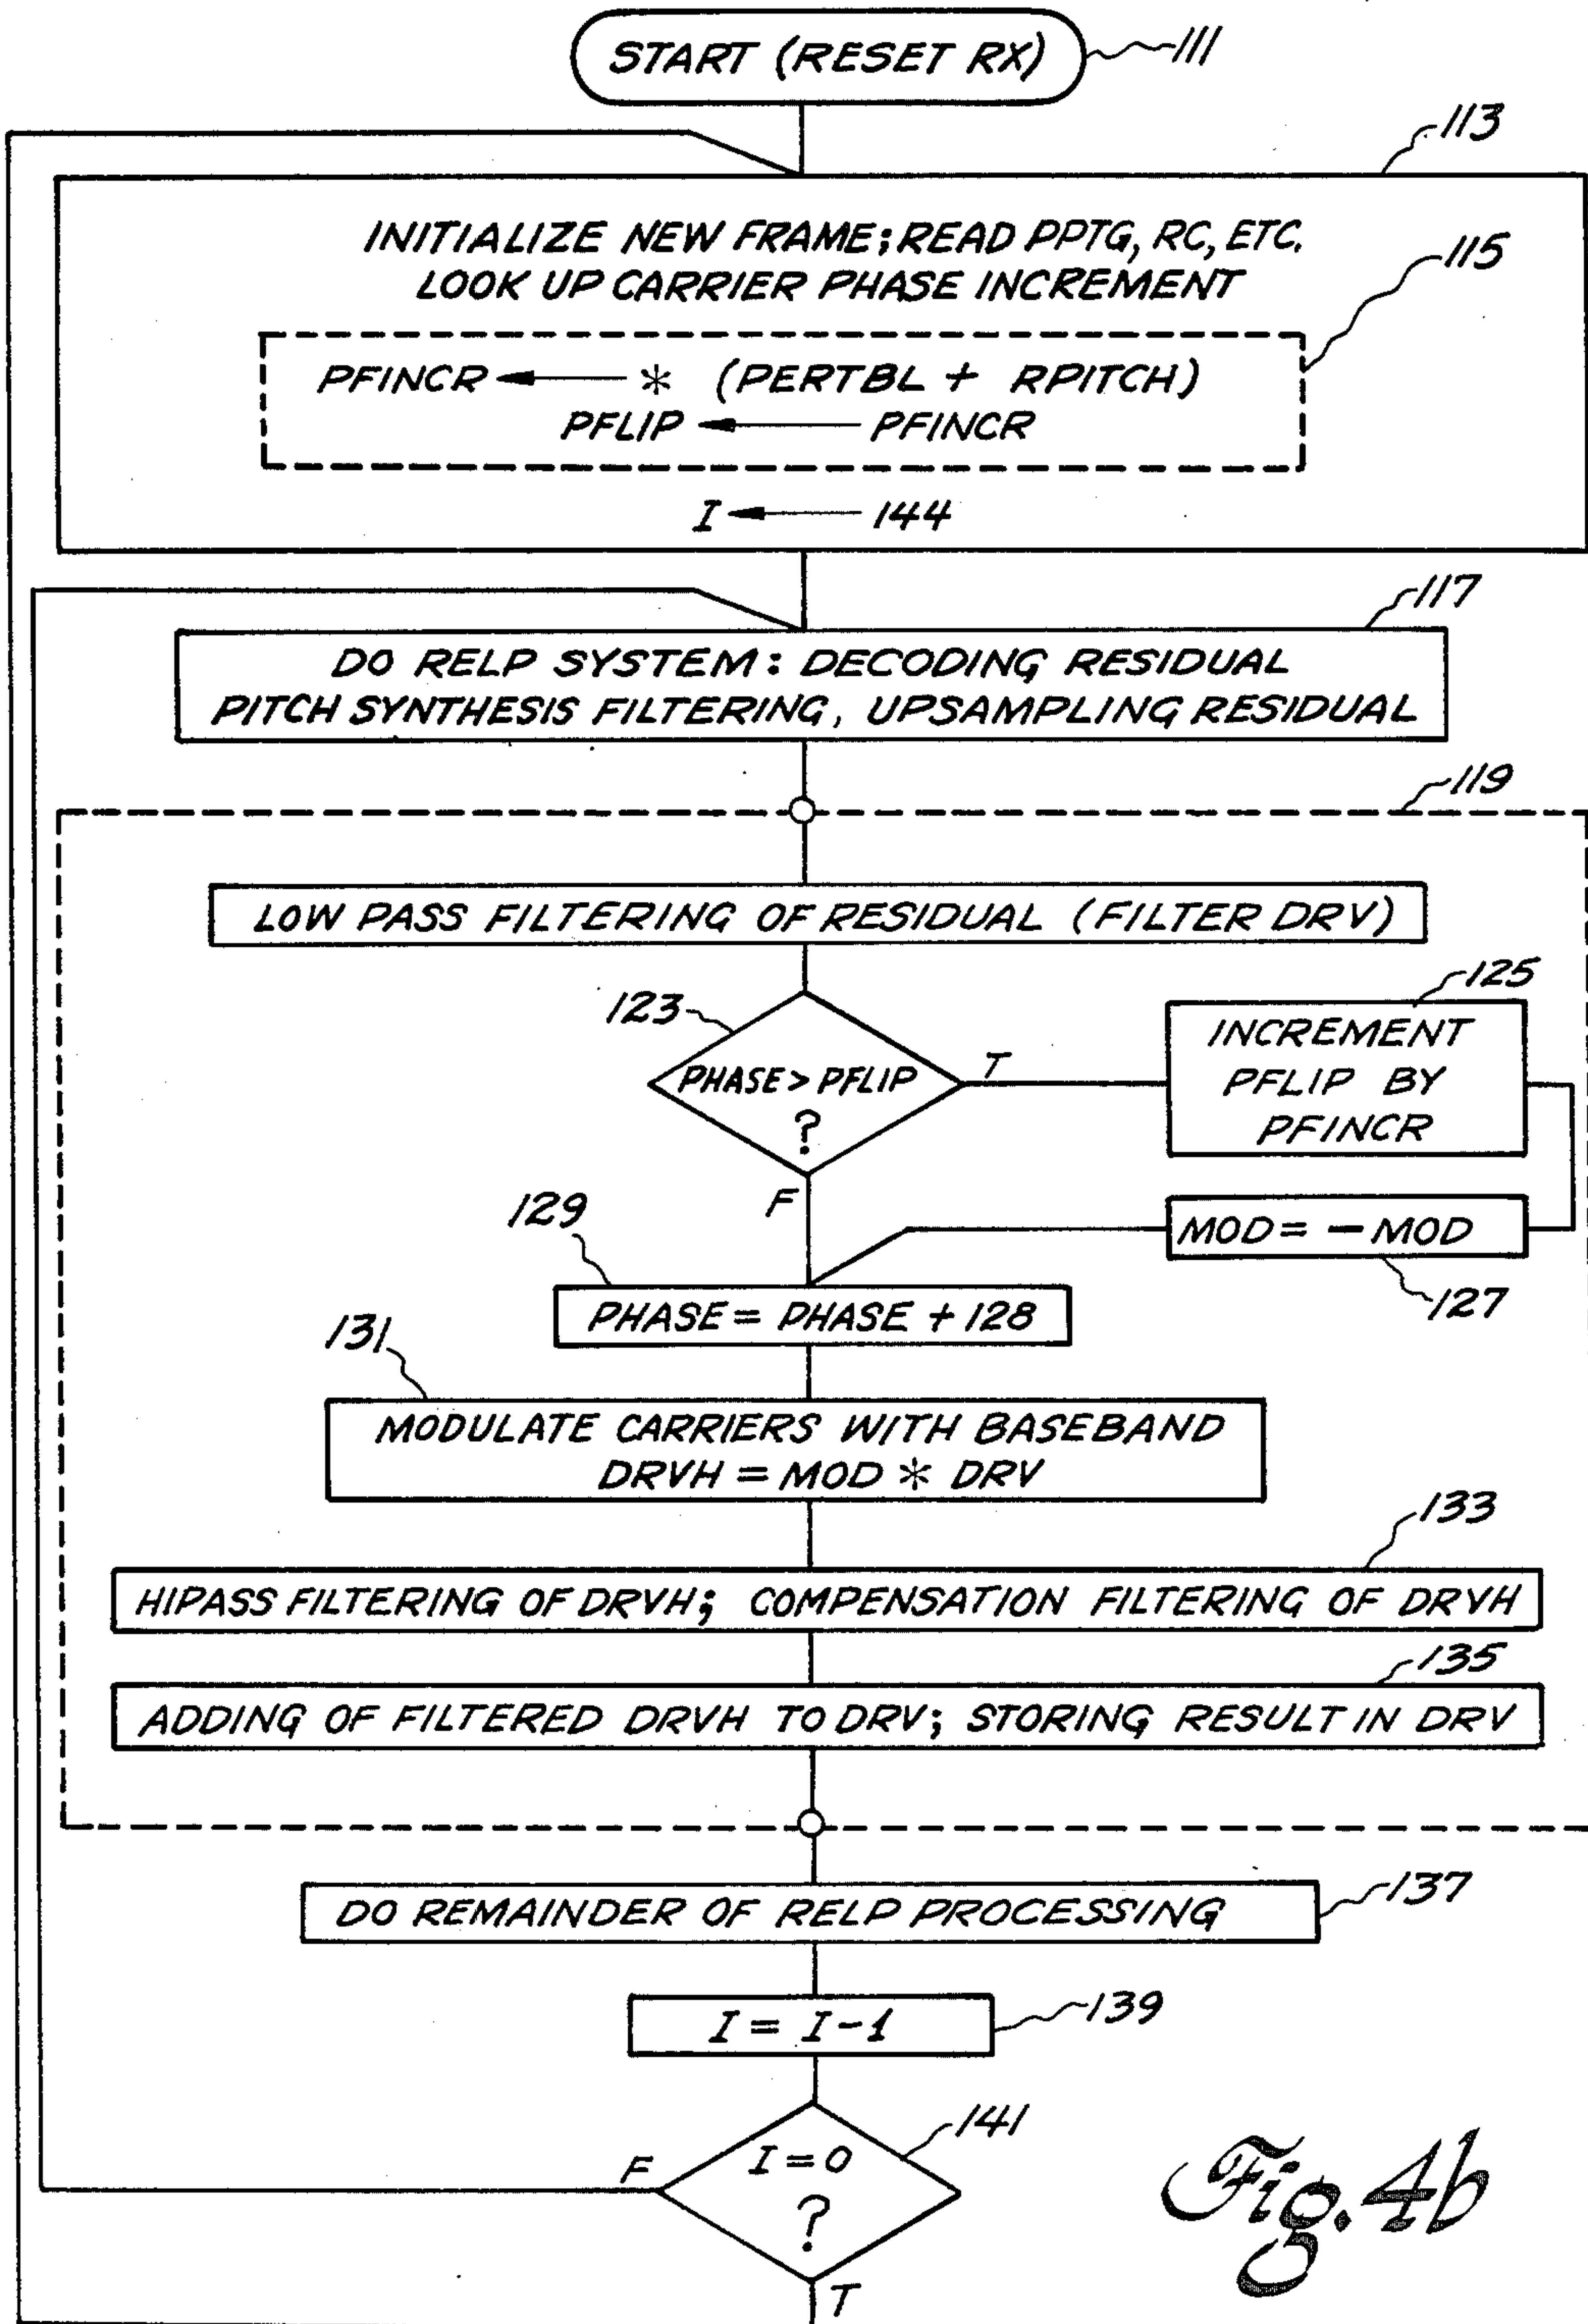 START (RESET RX)
111
113
INITIALIZE NEW FRAME; READ PPTG, RC, ETC.
LOOK UP CARRIER PHASE INCREMENT
115
PFINCR ← * (PERTBL + RPITCH)
PFLIP ← PFINCR
I ← 144
117
DO RELP SYSTEM: DECODING RESIDUAL
PITCH SYNTHESIS FILTERING, UPSAMPLING RESIDUAL
119
LOW PASS FILTERING OF RESIDUAL (FILTER DRV)
123
PHASE > PFLIP
?
T
F
125
INCREMENT
PFLIP BY
PFINCR
MOD = - MOD
127
129
PHASE = PHASE + 128
131
MODULATE CARRIERS WITH BASEBAND
DRVH = MOD * DRV
133
HIPASS FILTERING OF DRVH; COMPENSATION FILTERING OF DRVH
135
ADDING OF FILTERED DRVH TO DRV; STORING RESULT IN DRV
137
DO REMAINDER OF RELP PROCESSING
I = I-1
139
141
I = 0
?
F
T
Fig. 4b